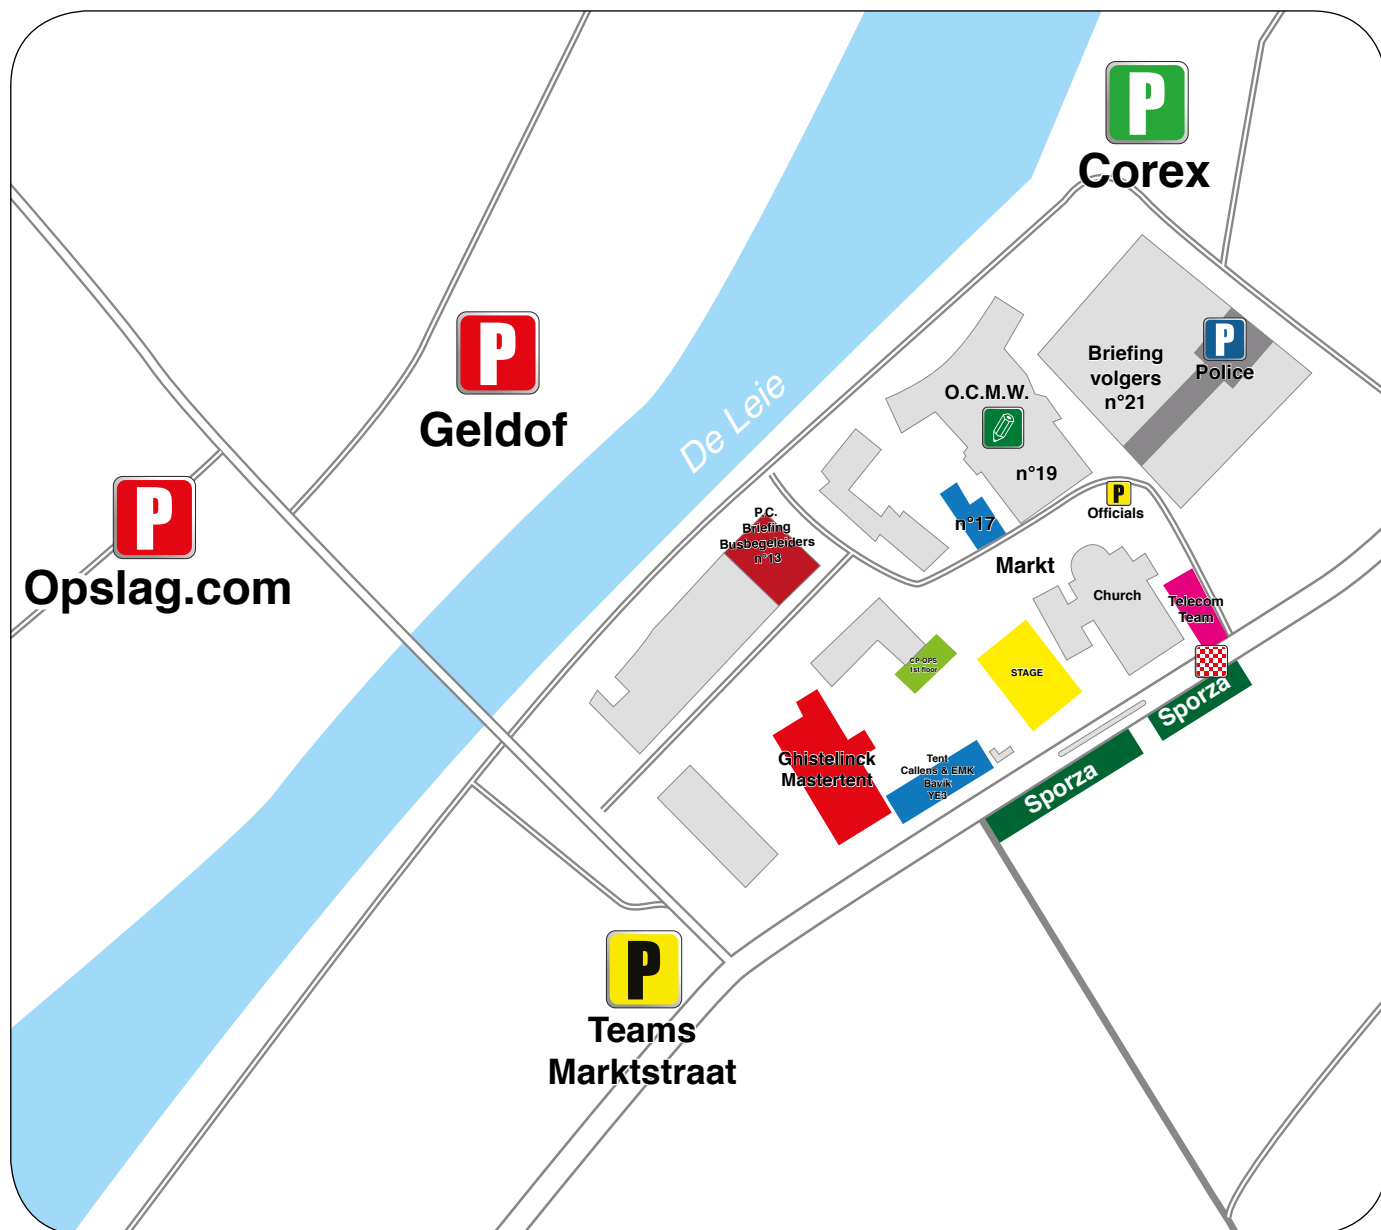 P
Corex
P
Geldof
De Leie
P
Opslag.com
Briefing
volgers
n°21
P
Police
O.C.M.W.
n°19
n°17
P
Officials
P.C.
Briefing
Busbegeleiders
n°13
Markt
Church
Telecom
Team
CP-OPS
1st floor
STAGE
Sporza
Sporza
Ghistelinck
Mastertent
Tent
Callens & EMK
Bavik
YE3
P
Teams
Marktstraat